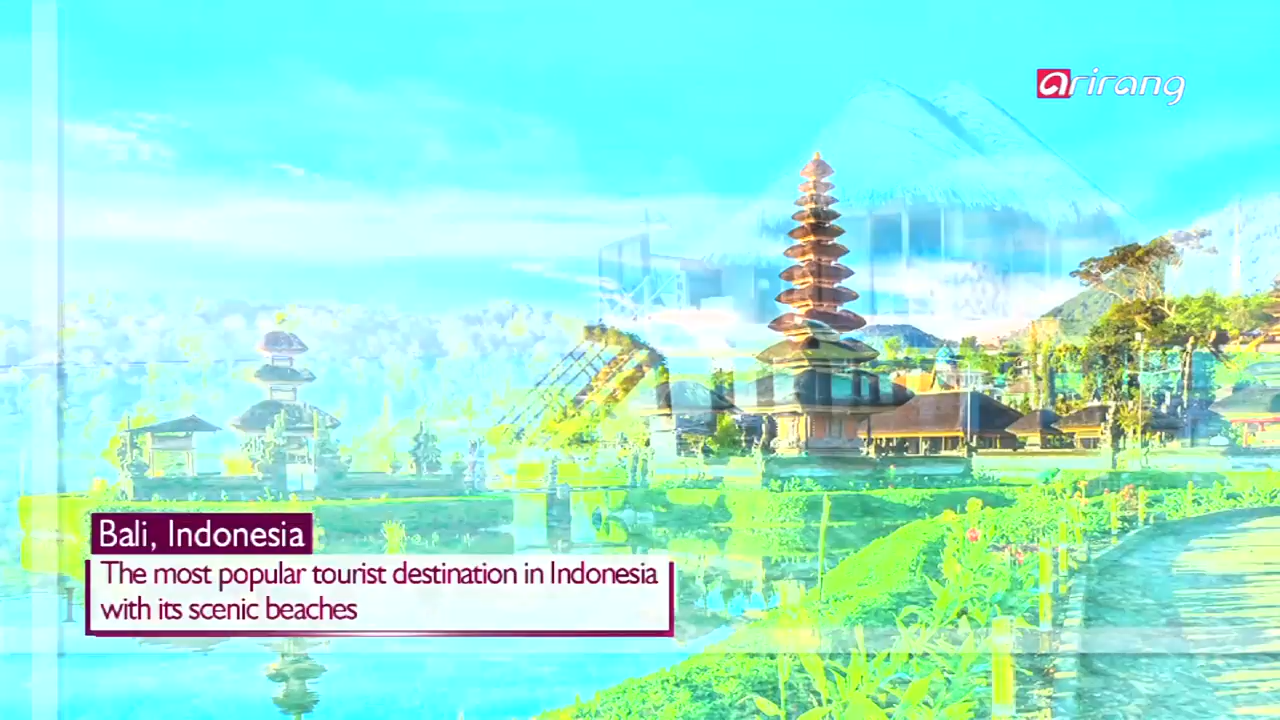 arirang
Bali, Indonesia
The most popular tourist destination in Indonesia
with its scenic beaches